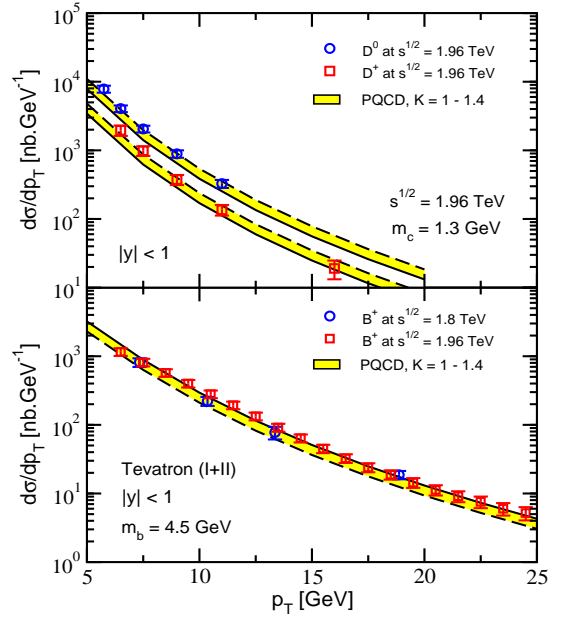 10^5
10^4
10^3
10^2
10^1
dσ/dp_T [nb.GeV^-1]
D^0 at s^1/2 = 1.96 TeV
D^+ at s^1/2 = 1.96 TeV
PQCD, K = 1 - 1.4
s^1/2 = 1.96 TeV
m_c = 1.3 GeV
|y| < 1
10^3
10^2
10^1
10^0
dσ/dp_T [nb.GeV^-1]
B^+ at s^1/2 = 1.8 TeV
B^+ at s^1/2 = 1.96 TeV
PQCD, K = 1 - 1.4
Tevatron (I+II)
|y| < 1
m_b = 4.5 GeV
5 10 15 20 25
p_T [GeV]